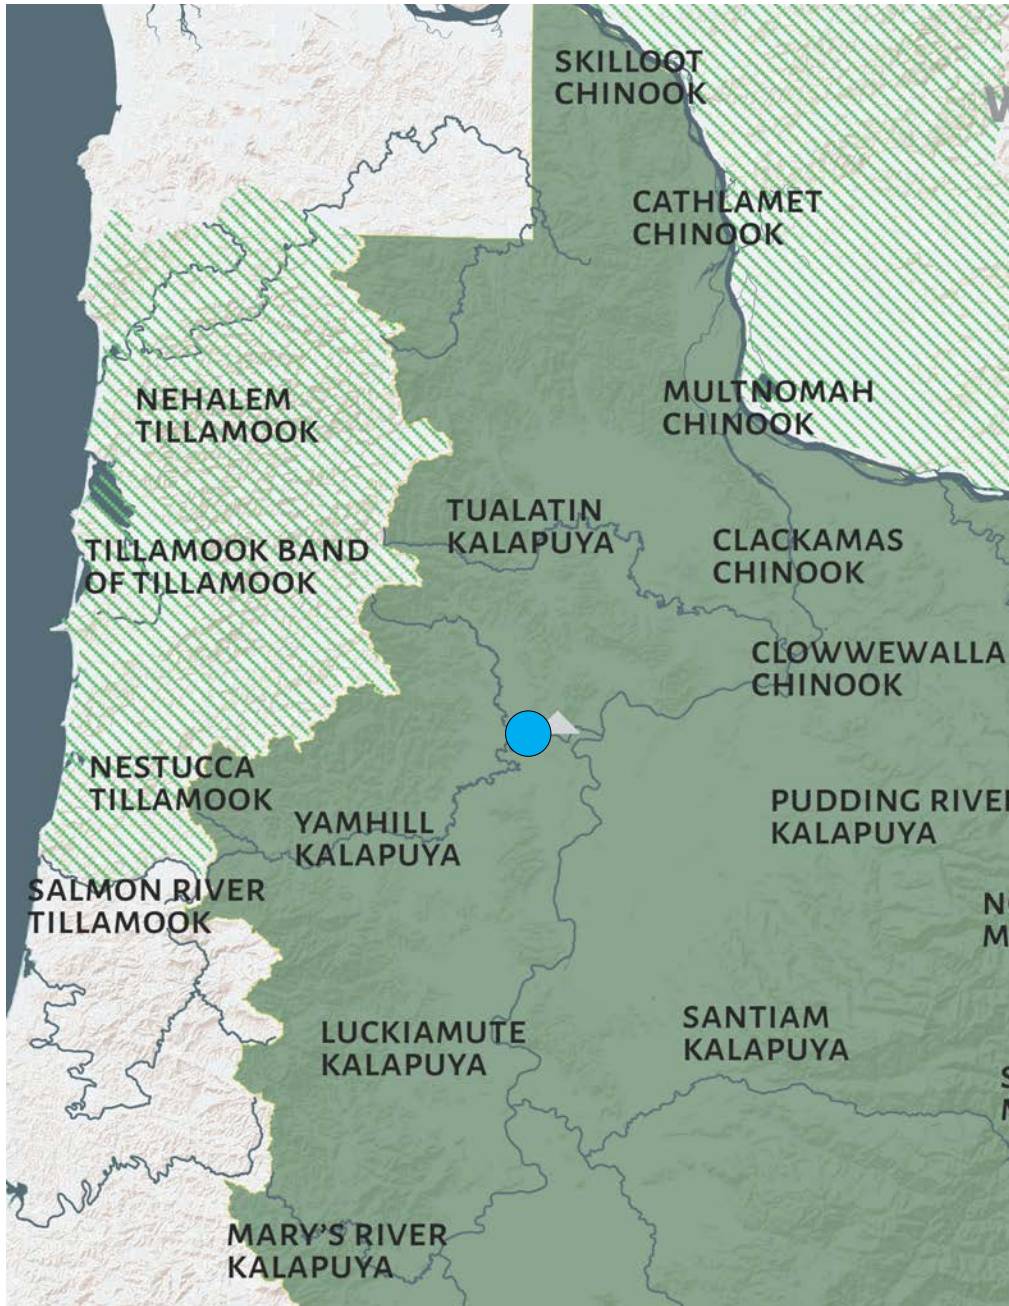 SKILLOOT
CHINOOK
CATHLAMET
CHINOOK
NEHALEM
TILLAMOOK
MULTNOMAH
CHINOOK
TUALATIN
KALAPUYA
TILLAMOOK BAND
OF TILLAMOOK
CLACKAMAS
CHINOOK
CLOWWEWALLA
CHINOOK
NESTUCCA
TILLAMOOK
YAMHILL
KALAPUYA
PUDDING RIVER
KALAPUYA
SALMON RIVER
TILLAMOOK
LUCKIAMUTE
KALAPUYA
SANTIAM
KALAPUYA
MARY'S RIVER
KALAPUYA